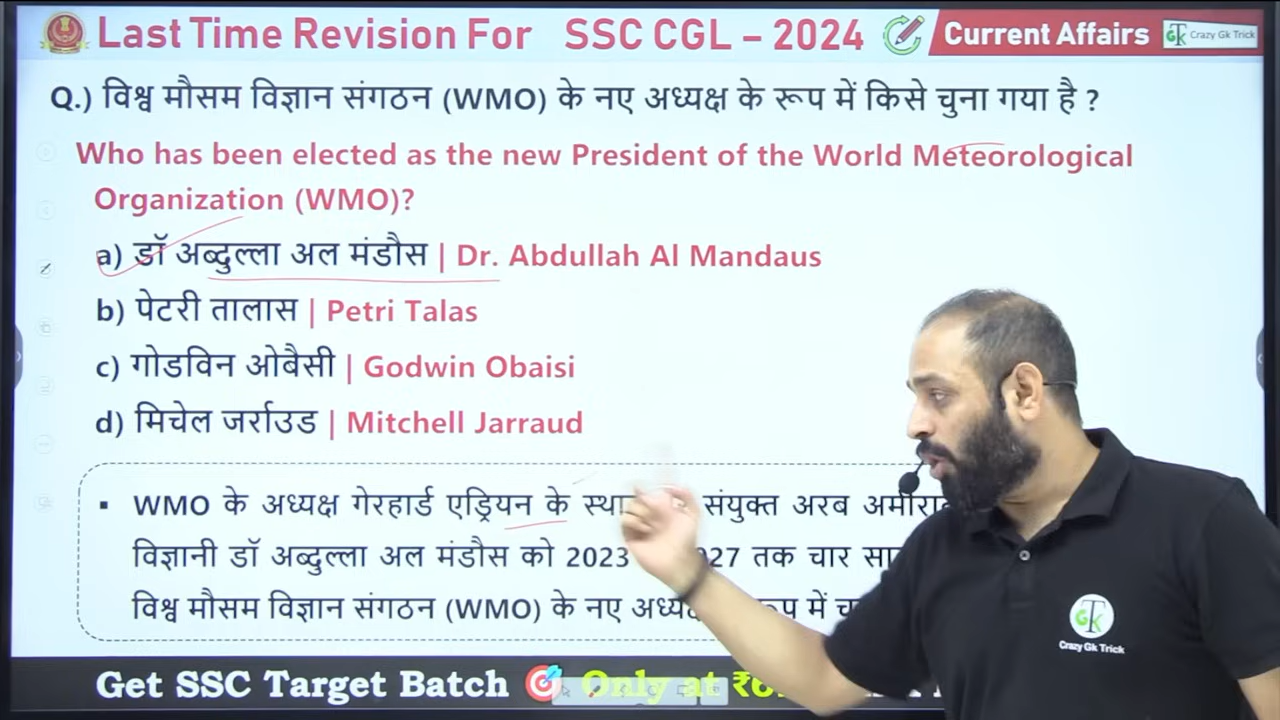 Last Time Revision For SSC CGL – 2024 Current Affairs Crazy Gk Trick
Q.) विश्व मौसम विज्ञान संगठन (WMO) के नए अध्यक्ष के रूप में किसे चुना गया है ?
Who has been elected as the new President of the World Meteorological
Organization (WMO)?
a) डॉ अब्दुल्ला अल मंडौस | Dr. Abdullah Al Mandaus
b) पेटरी तालास | Petri Talas
c) गोडविन ओबैसी | Godwin Obaisi
d) मिचेल जर्राउड | Mitchell Jarraud
▪ WMO के अध्यक्ष गेरहार्ड एड्रियन के संयुक्त अरब
विज्ञानी डॉ अब्दुल्ला अल मंडौस को 2023 तक चार
विश्व मौसम विज्ञान संगठन (WMO) के नए में
Crazy Gk Trick
Get SSC Target Batch Only at